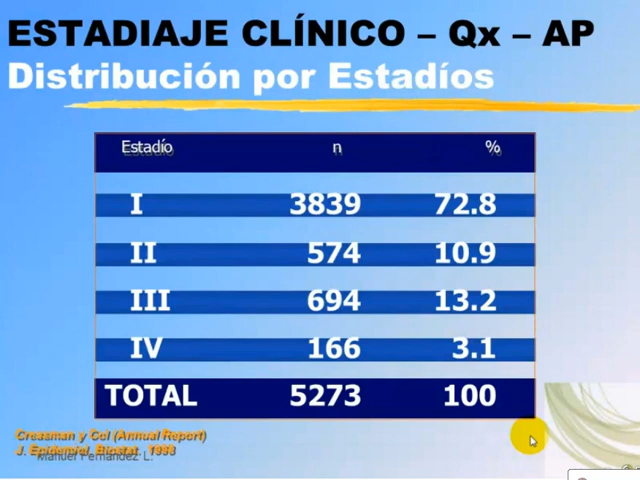 ESTADIAJE CLÍNICO – Qx – AP
Distribución por Estadíos
Estadío n %
I 3839 72.8
II 574 10.9
III 694 13.2
IV 166 3.1
TOTAL 5273 100
Creasman y Col (Annual Report)
J. Epidemiol. Biostat. 1998
Manuel Fernández L.